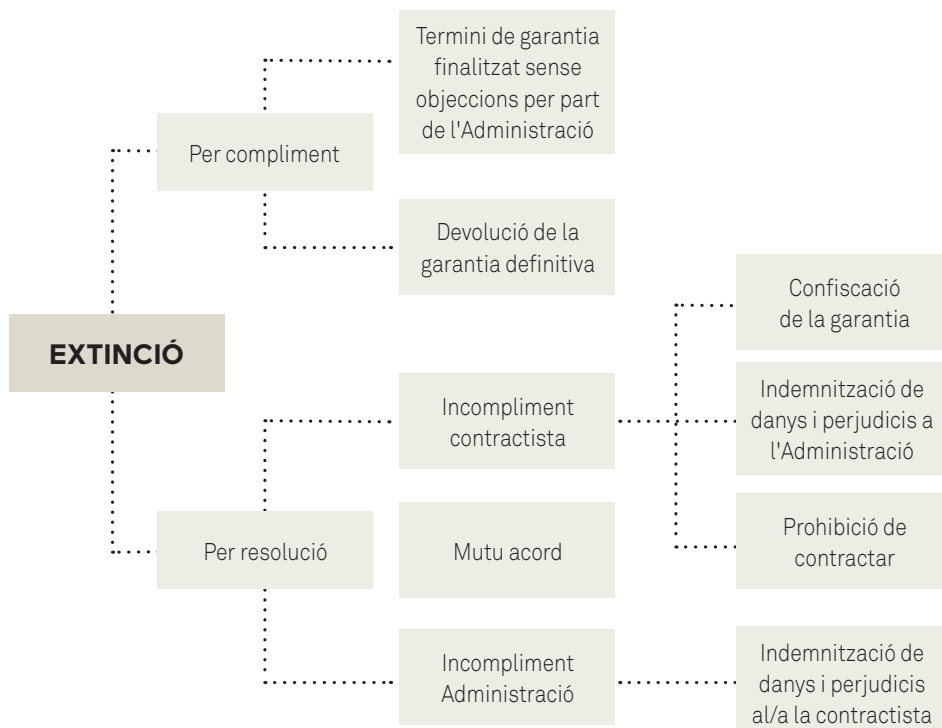 Termini de garantia
finalitzat sense
objeccions per part
de l'Administració
Per compliment
Devolució de la
garantia definitiva
EXTINCIÓ
Confiscació
de la garantia
Incompliment
contractista
Indemnització de
danys i perjudicis a
l'Administració
Prohibició de
contractar
Per resolució
Mutu acord
Incompliment
Administració
Indemnització de
danys i perjudicis
al/a la contractista